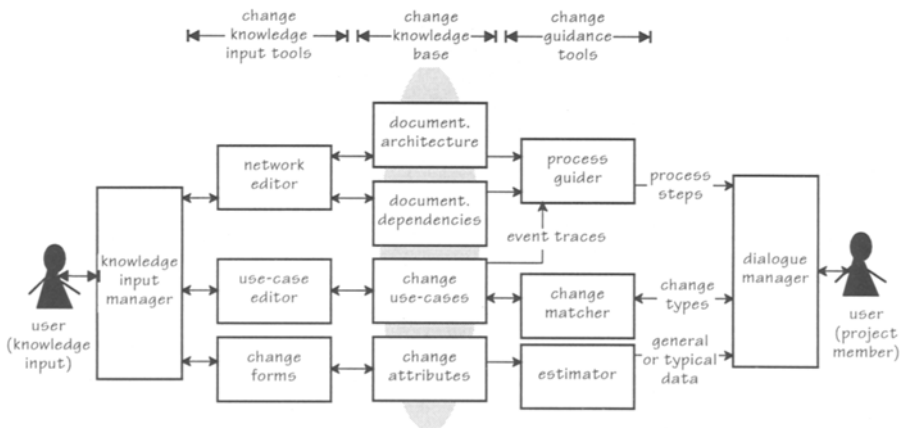 change
knowledge
input tools
change
knowledge
base
change
guidance
tools
document.
architecture
network
editor
process
guider
process
steps
document.
dependencies
event traces
knowledge
input
manager
use-case
editor
change
use-cases
change
matcher
change
types
dialogue
manager
user
(knowledge
input)
user
(project
member)
change
forms
change
attributes
estimator
general
or typical
data